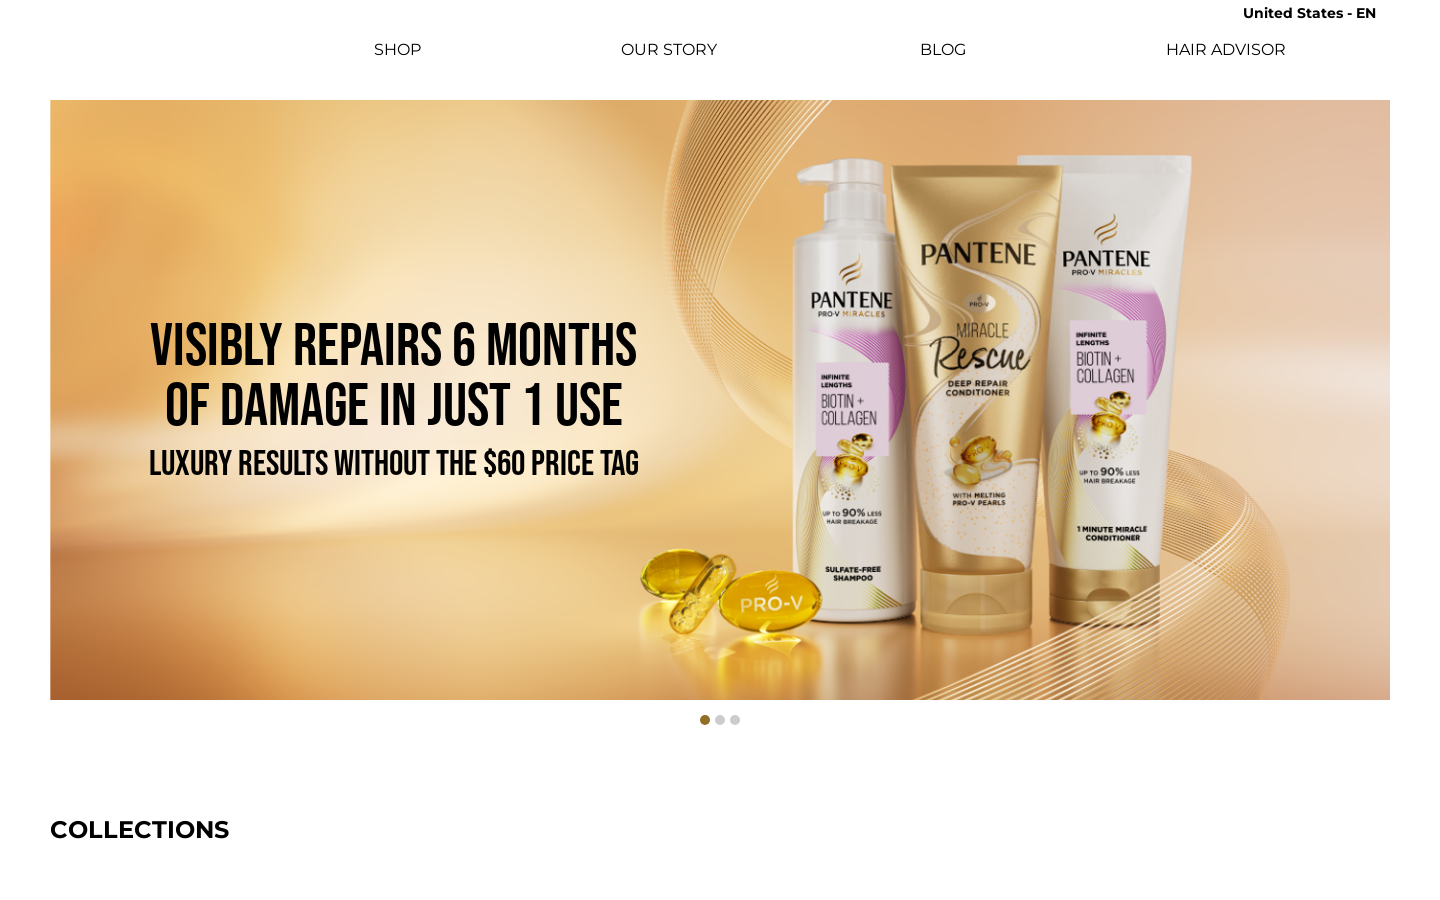 United States - EN
SHOP
OUR STORY
BLOG
HAIR ADVISOR
VISIBLY REPAIRS 6 MONTHS
OF DAMAGE IN JUST 1 USE
LUXURY RESULTS WITHOUT THE $60 PRICE TAG
PANTENE
PRO-V MIRACLES
INFINITE
LENGTHS
BIOTIN +
COLLAGEN
UP TO 90% LESS
HAIR BREAKAGE
SULFATE-FREE
SHAMPOO
PANTENE
PRO-V
MIRACLE
Rescue
DEEP REPAIR
CONDITIONER
WITH MELTING
PRO-V PEARLS
PANTENE
PRO-V MIRACLES
INFINITE
LENGTHS
BIOTIN +
COLLAGEN
UP TO 90% LESS
HAIR BREAKAGE
1 MINUTE MIRACLE
CONDITIONER
PRO-V
COLLECTIONS